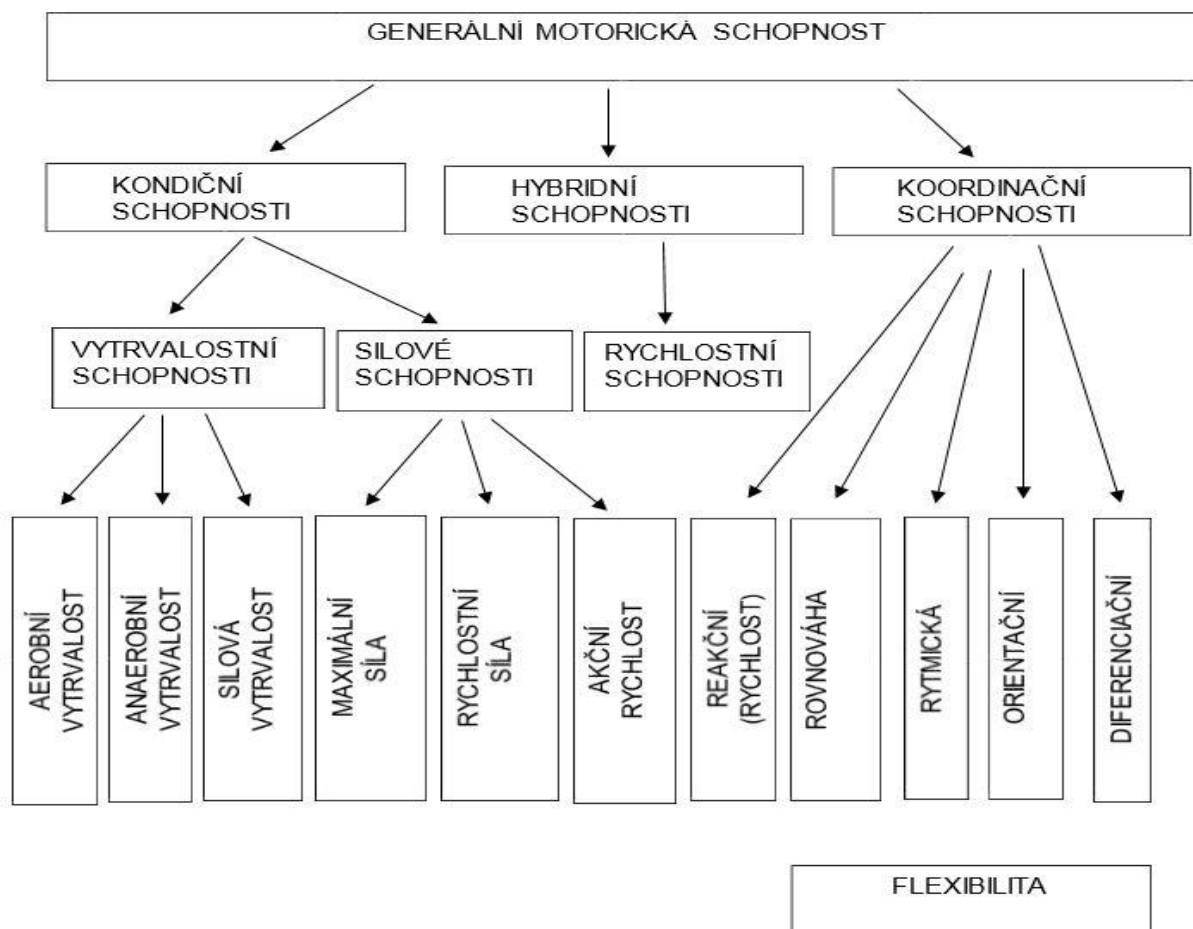 GENERÁLNÍ MOTORICKÁ SCHOPNOST
KONDIČNÍ
SCHOPNOSTI
HYBRIDNÍ
SCHOPNOSTI
KOORDINAČNÍ
SCHOPNOSTI
VYTRVALOSTNÍ
SCHOPNOSTI
SILOVÉ
SCHOPNOSTI
RYCHLOSTNÍ
SCHOPNOSTI
AEROBNÍ
VYTRVALOST
ANAEROBNÍ
VYTRVALOST
SILOVÁ
VYTRVALOST
MAXIMÁLNÍ
SÍLA
RYCHLOSTNÍ
SÍLA
AKČNÍ
RYCHLOST
REAKČNÍ
(RYCHLOST)
ROVNOVÁHA
RYTMICKÁ
ORIENTAČNÍ
DIFERENCIAČNÍ
FLEXIBILITA